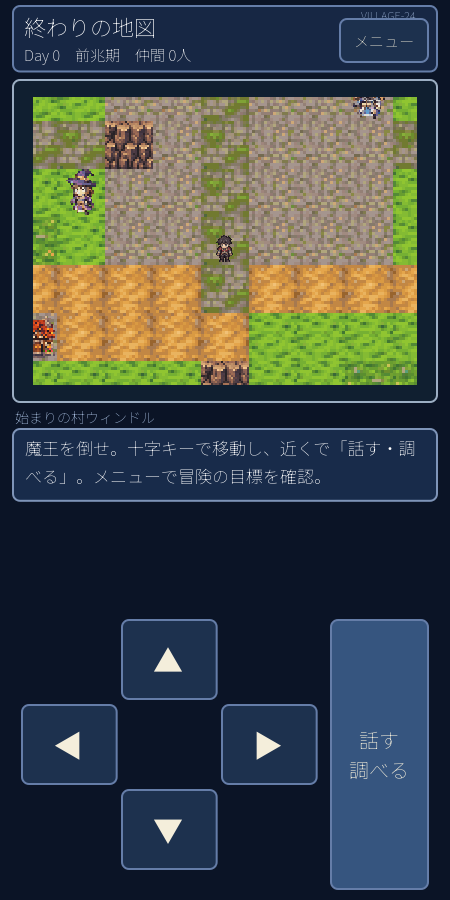 終わりの地図
VILLAGE-24
メニュー
Day 0 前兆期 仲間 0人
始まりの村ウィンドル
魔王を倒せ。十字キーで移動し、近くで「話す・調
べる」。メニューで冒険の目標を確認。
▲
◀
▶
▼
話す
調べる